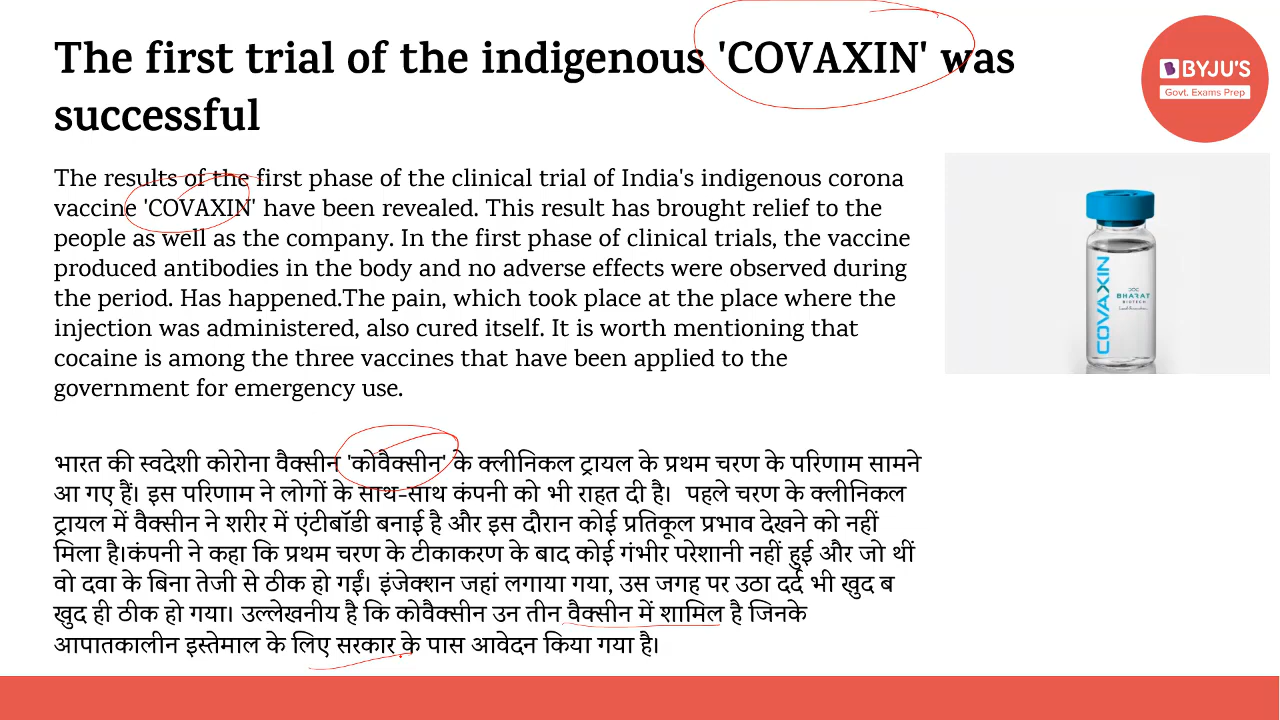 The first trial of the indigenous 'COVAXIN' was
successful
BYJU'S
Govt. Exams Prep
The results of the first phase of the clinical trial of India's indigenous corona
vaccine 'COVAXIN' have been revealed. This result has brought relief to the
people as well as the company. In the first phase of clinical trials, the vaccine
produced antibodies in the body and no adverse effects were observed during
the period. Has happened.The pain, which took place at the place where the
injection was administered, also cured itself. It is worth mentioning that
cocaine is among the three vaccines that have been applied to the
government for emergency use.
COVAXIN
BHARAT
BIOTECH
भारत की स्वदेशी कोरोना वैक्सीन 'कोवैक्सीन' के क्लीनिकल ट्रायल के प्रथम चरण के परिणाम सामने
आ गए हैं। इस परिणाम ने लोगों के साथ-साथ कंपनी को भी राहत दी है।  पहले चरण के क्लीनिकल
ट्रायल में वैक्सीन ने शरीर में एंटीबॉडी बनाई है और इस दौरान कोई प्रतिकूल प्रभाव देखने को नहीं
मिला है।कंपनी ने कहा कि प्रथम चरण के टीकाकरण के बाद कोई गंभीर परेशानी नहीं हुई और जो थीं
वो दवा के बिना तेजी से ठीक हो गईं। इंजेक्शन जहां लगाया गया, उस जगह पर उठा दर्द भी खुद ब
खुद ही ठीक हो गया। उल्लेखनीय है कि कोवैक्सीन उन तीन वैक्सीन में शामिल है जिनके
आपातकालीन इस्तेमाल के लिए सरकार के पास आवेदन किया गया है।